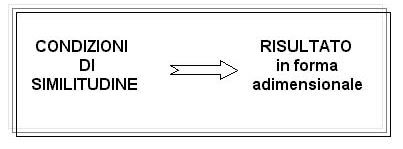 CONDIZIONI
DI
SIMILITUDINE
RISULTATO
in forma
adimensionale